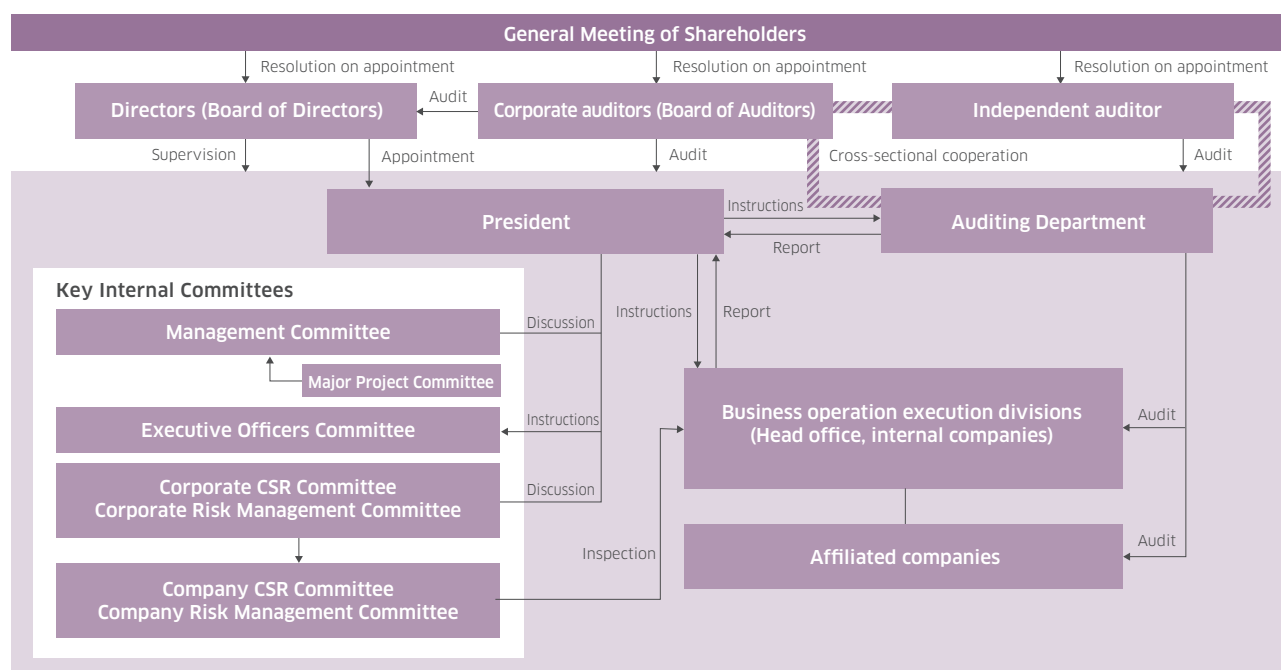 General Meeting of Shareholders
Resolution on appointment
Resolution on appointment
Resolution on appointment
Directors (Board of Directors)
Audit
Corporate auditors (Board of Auditors)
Independent auditor
Supervision
Appointment
Audit
Cross-sectional cooperation
Audit
President
Instructions
Report
Auditing Department
Key Internal Committees
Management Committee
Discussion
Major Project Committee
Instructions
Report
Executive Officers Committee
Instructions
Business operation execution divisions
(Head office, internal companies)
Audit
Corporate CSR Committee
Corporate Risk Management Committee
Discussion
Inspection
Affiliated companies
Audit
Company CSR Committee
Company Risk Management Committee